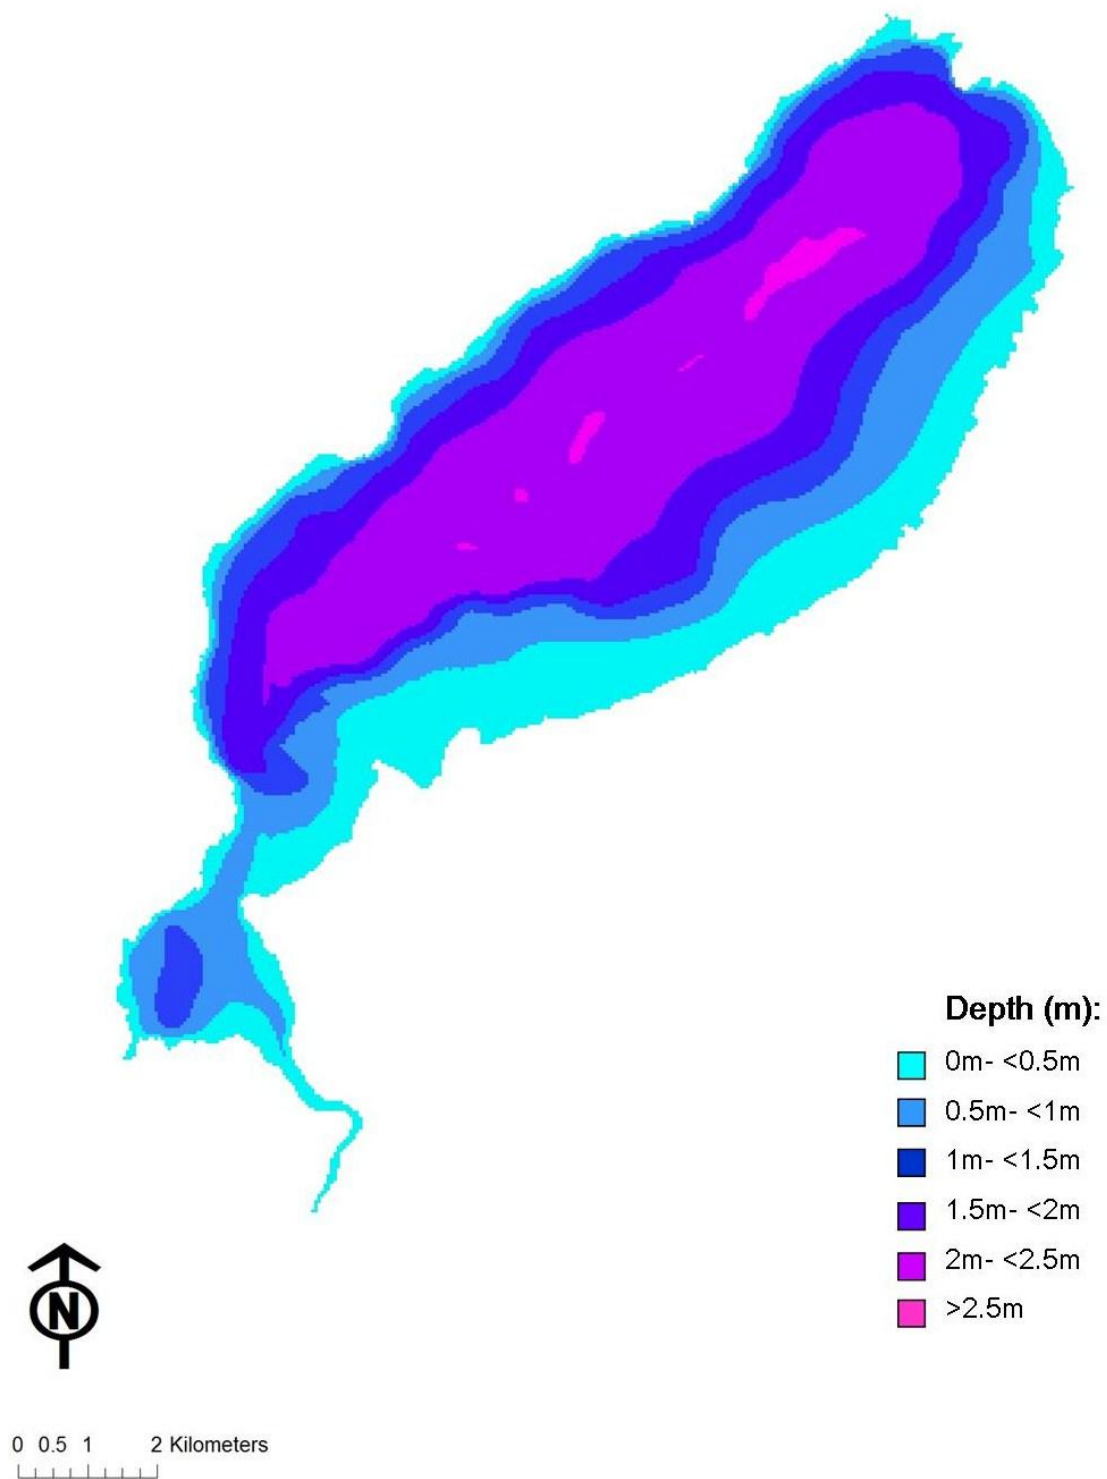 Depth (m):
0m- <0.5m
0.5m- <1m
1m- <1.5m
1.5m- <2m
2m- <2.5m
>2.5m
N
0 0.5 1 2 Kilometers